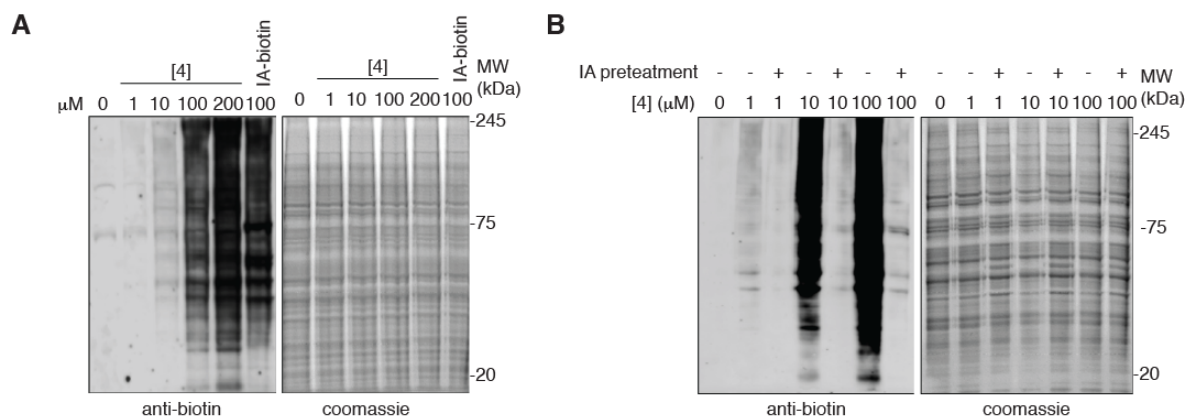 A
[4]
IA-biotin
[4]
IA-biotin
MW
(kDa)
μM 0 1 10 100 200 100 0 1 10 100 200 100
-245
-75
-20
anti-biotin coomassie
B
IA pretreatment - - + - + - + - - + - + - + MW
(kDa)
[4] (μM) 0 1 1 10 10 100 100 0 1 1 10 10 100 100
-245
-75
-20
anti-biotin coomassie